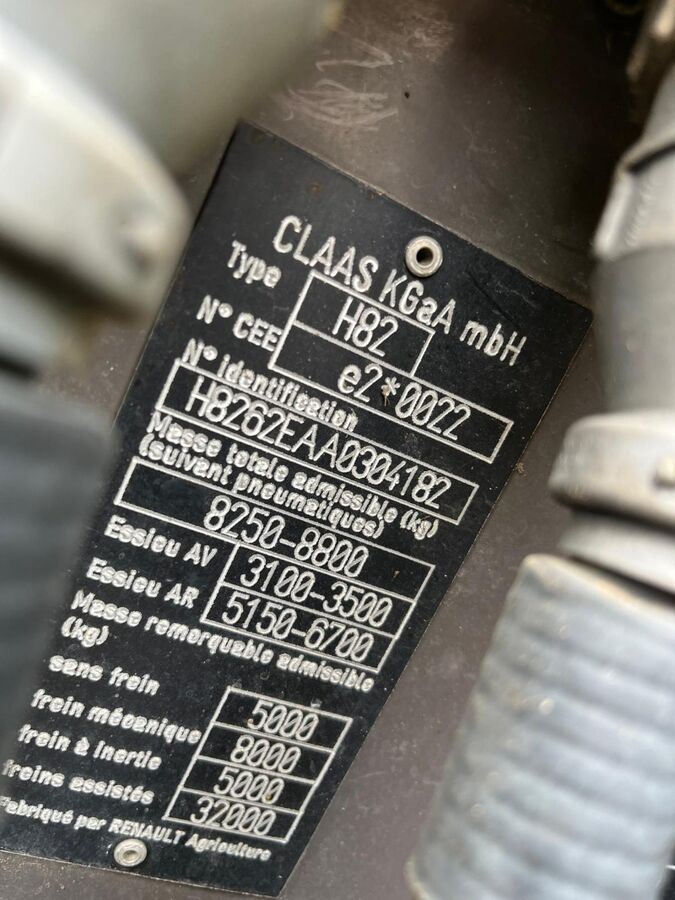 CLAAS KGaA mbH
Type H82
N° CEE e2*0022
N° identification
H8262EAA0304182
Masse totale admissible (kg)
(suivant pneumatiques)
8250-8800
Essieu AV 3100-3500
Essieu AR 5150-6700
Masse remorquable admissible
(kg)
sans frein 5000
frein mécanique 8000
frein à inertie 5000
freins assistés 32000
Fabriqué par RENAULT Agriculture